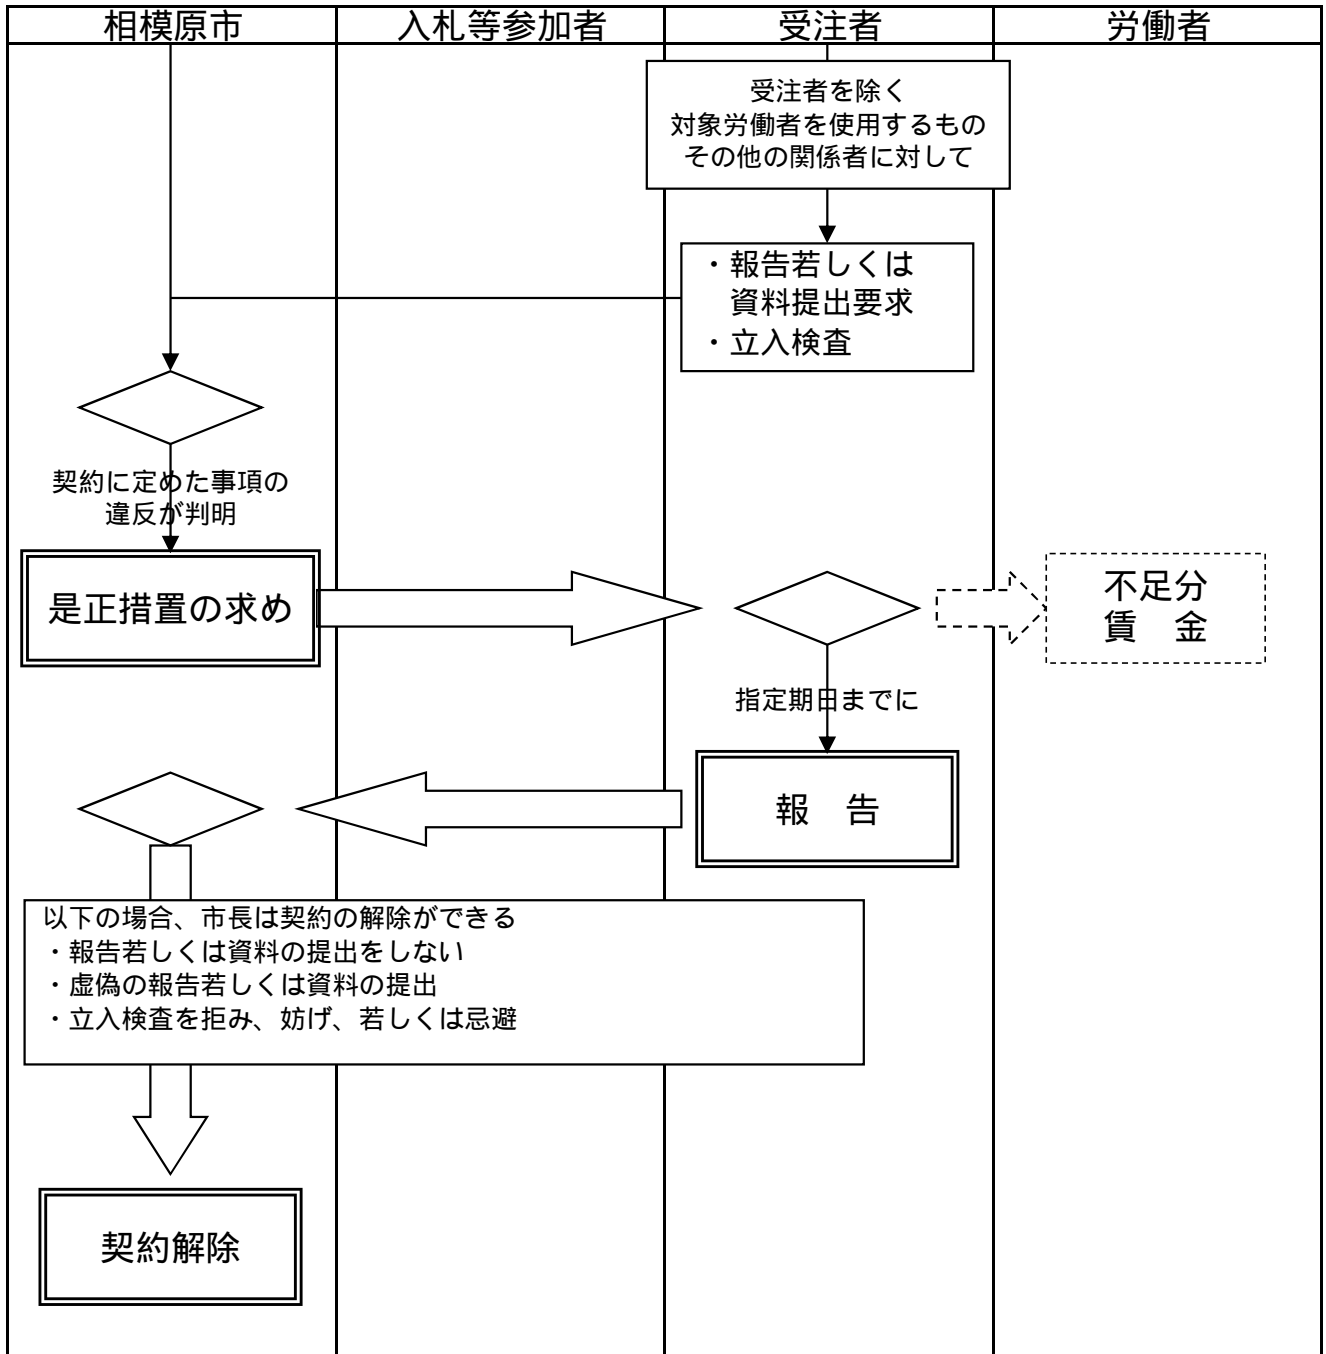 相模原市
入札等参加者
受注者
労働者
受注者を除く
対象労働者を使用するもの
その他の関係者に対して
・報告若しくは
資料提出要求
・立入検査
契約に定めた事項の
違反が判明
是正措置の求め
不足分
賃　金
指定期日までに
報　告
以下の場合、市長は契約の解除ができる
・報告若しくは資料の提出をしない
・虚偽の報告若しくは資料の提出
・立入検査を拒み、妨げ、若しくは忌避
契約解除